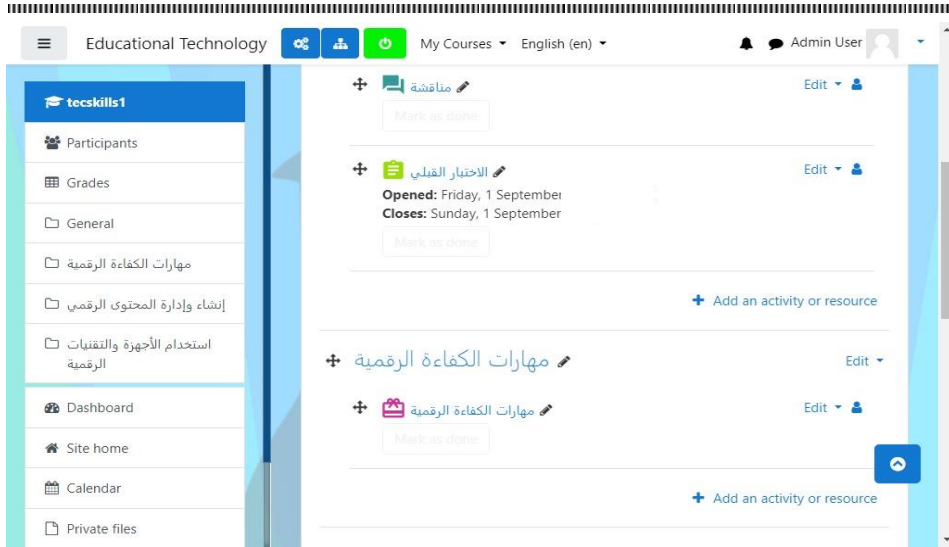 Educational Technology
My Courses
English (en)
Admin User
tecskills1
Participants
Grades
General
مهارات الكفاءة الرقمية
إنشاء وإدارة المحتوى الرقمي
استخدام الأجهزة والتقنيات
الرقمية
Dashboard
Site home
Calendar
Private files
مناقشة
Edit
Mark as done
الاختبار القبلي
Edit
Opened: Friday, 1 September
Closes: Sunday, 1 September
Mark as done
Add an activity or resource
مهارات الكفاءة الرقمية
Edit
مهارات الكفاءة الرقمية
Edit
Mark as done
Add an activity or resource